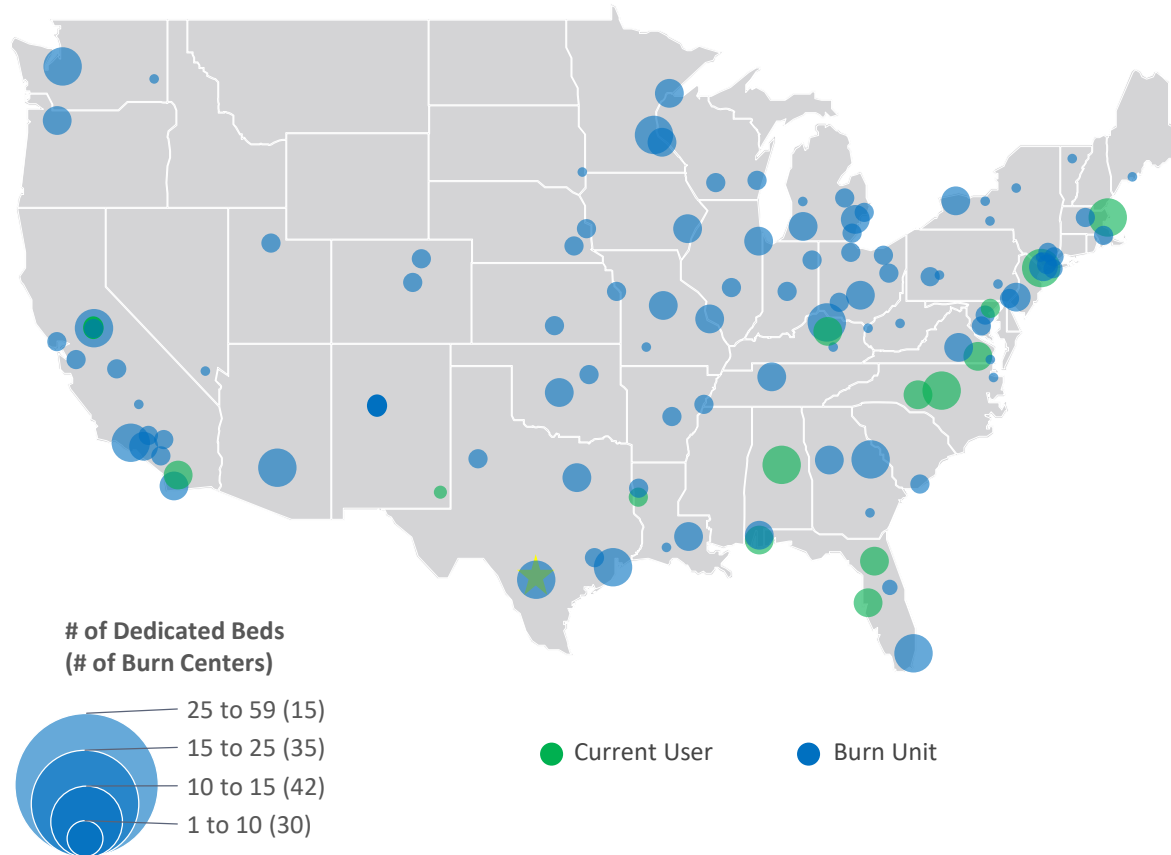 # of Dedicated Beds
(# of Burn Centers)
25 to 59 (15)
15 to 25 (35)
10 to 15 (42)
1 to 10 (30)
Current User
Burn Unit